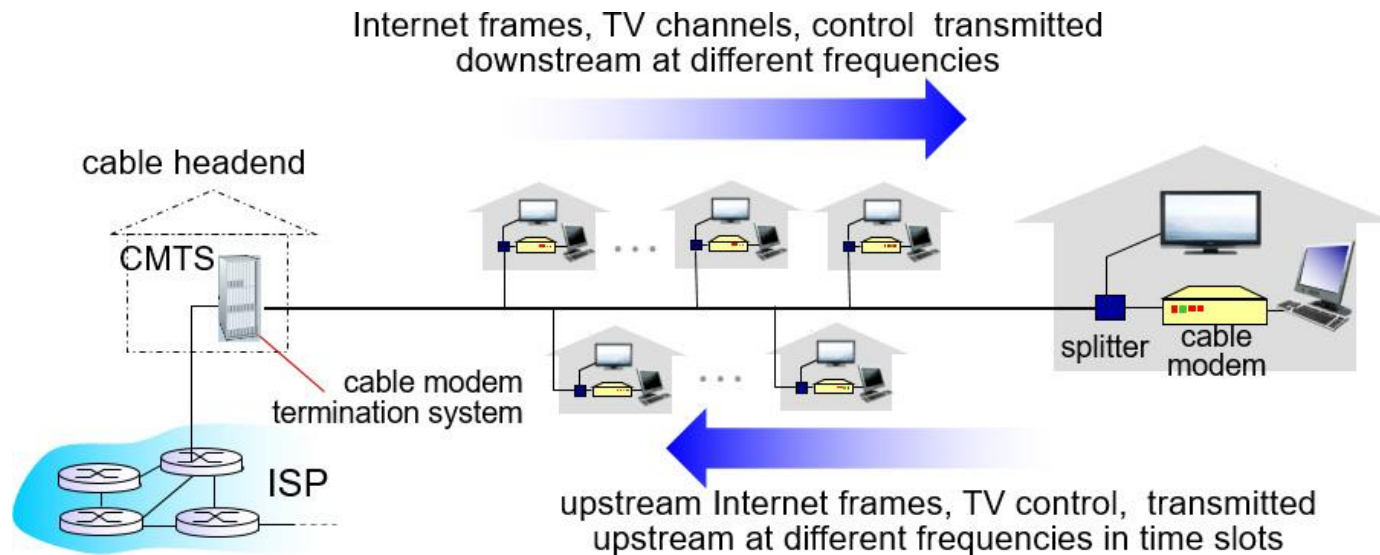 Internet frames, TV channels, control  transmitted
downstream at different frequencies
cable headend
CMTS
splitter
cable
modem
cable modem
termination system
ISP
upstream Internet frames, TV control,  transmitted
upstream at different frequencies in time slots